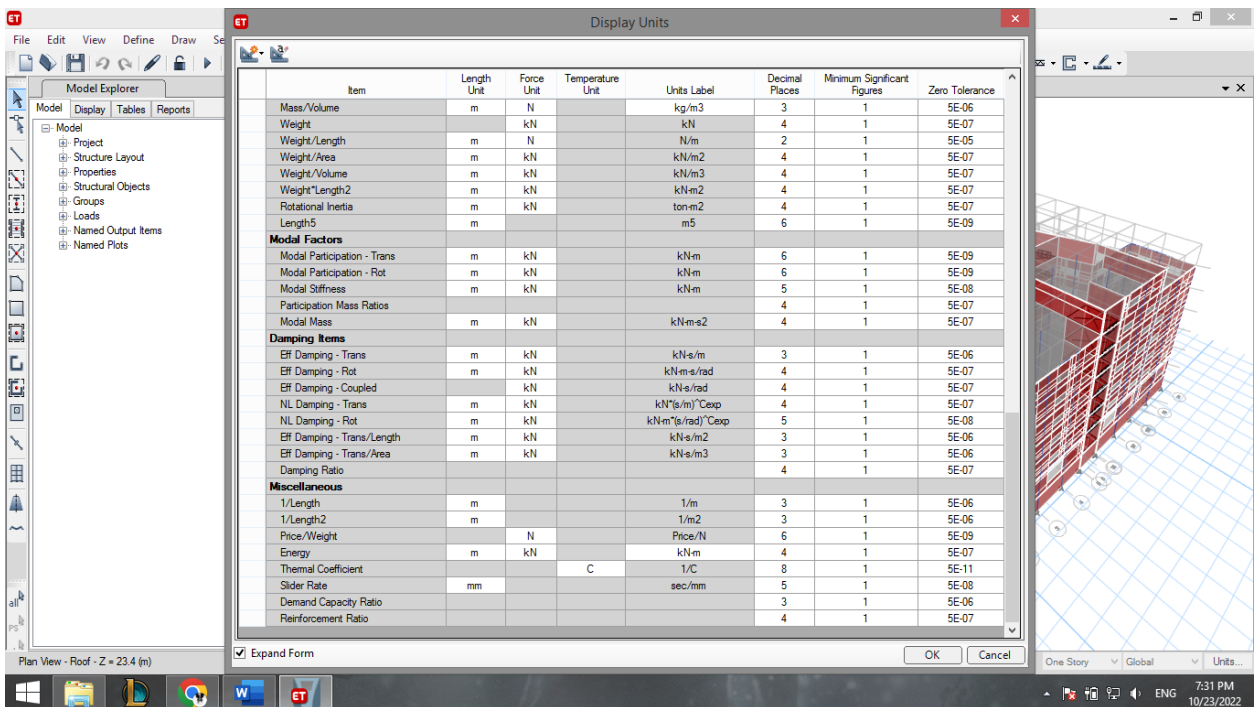 ET
ET Display Units
File Edit View Define Draw Se
Model Explorer
Model Display Tables Reports
Model
Project
Structure Layout
Properties
Structural Objects
Groups
Loads
Named Output Items
Named Plots
all
PS
Item Length Unit Force Unit Temperature Unit Units Label Decimal Places Minimum Significant Figures Zero Tolerance
Mass/Volume m N kg/m3 3 1 5E-06
Weight kN kN 4 1 5E-07
Weight/Length m N N/m 2 1 5E-05
Weight/Area m kN kN/m2 4 1 5E-07
Weight/Volume m kN kN/m3 4 1 5E-07
Weight*Length2 m kN kN-m2 4 1 5E-07
Rotational Inertia m kN ton-m2 4 1 5E-07
Length5 m m5 6 1 5E-09
Modal Factors
Modal Participation - Trans m kN kN-m 6 1 5E-09
Modal Participation - Rot m kN kN-m 6 1 5E-09
Modal Stiffness m kN kN-m 5 1 5E-08
Participation Mass Ratios 4 1 5E-07
Modal Mass m kN kN-m-s2 4 1 5E-07
Damping Items
Eff Damping - Trans m kN kN-s/m 3 1 5E-06
Eff Damping - Rot m kN kN-m-s/rad 4 1 5E-07
Eff Damping - Coupled kN kN-s/rad 4 1 5E-07
NL Damping - Trans m kN kN*(s/m)^Cexp 4 1 5E-07
NL Damping - Rot m kN kN-m*(s/rad)^Cexp 5 1 5E-08
Eff Damping - Trans/Length m kN kN-s/m2 3 1 5E-06
Eff Damping - Trans/Area m kN kN-s/m3 3 1 5E-06
Damping Ratio 4 1 5E-07
Miscellaneous
1/Length m 1/m 3 1 5E-06
1/Length2 m 1/m2 3 1 5E-06
Price/Weight N Price/N 6 1 5E-09
Energy m kN kN-m 4 1 5E-07
Thermal Coefficient C 1/C 8 1 5E-11
Slider Rate mm sec/mm 5 1 5E-08
Demand Capacity Ratio 3 1 5E-06
Reinforcement Ratio 4 1 5E-07
Expand Form OK Cancel
Plan View - Roof - Z = 23.4 (m) One Story Global Units...
W ET ENG 7:31 PM
10/23/2022